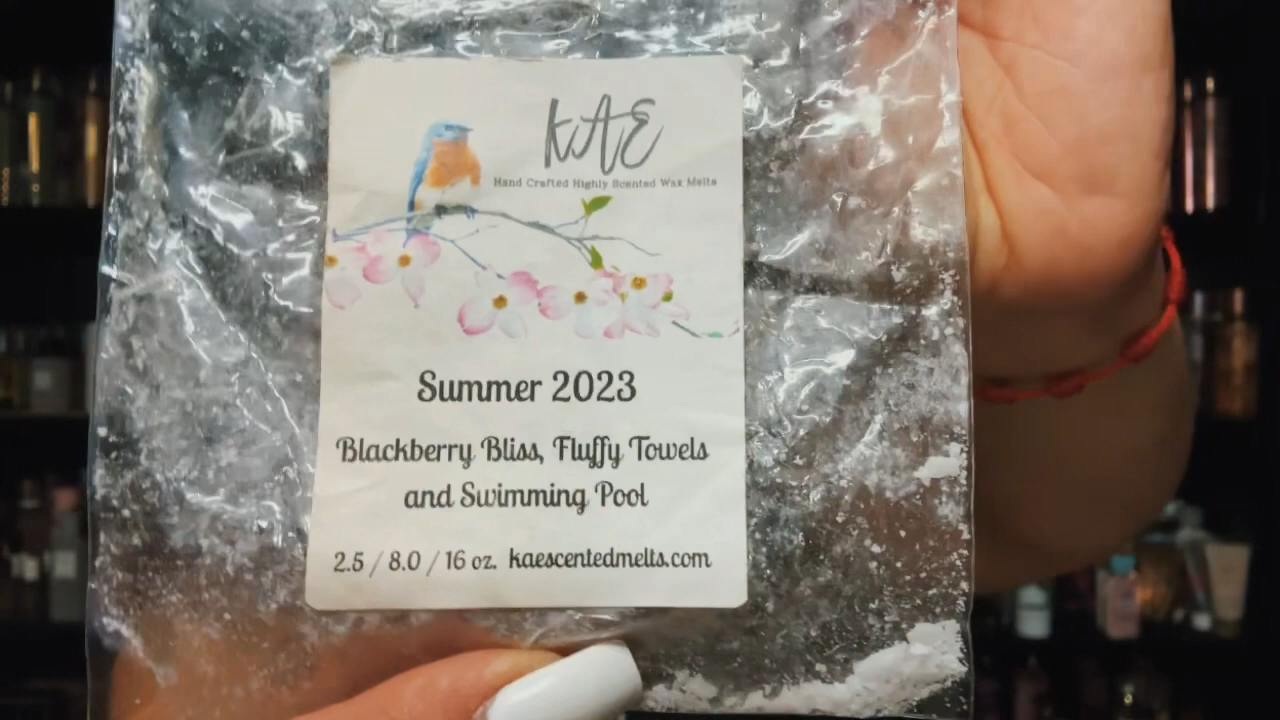 KAE
Hand Crafted Highly Scented Wax Melts
Summer 2023
Blackberry Bliss, Fluffy Towels
and Swimming Pool
2.5 / 8.0 / 16 oz. kaescentedmelts.com